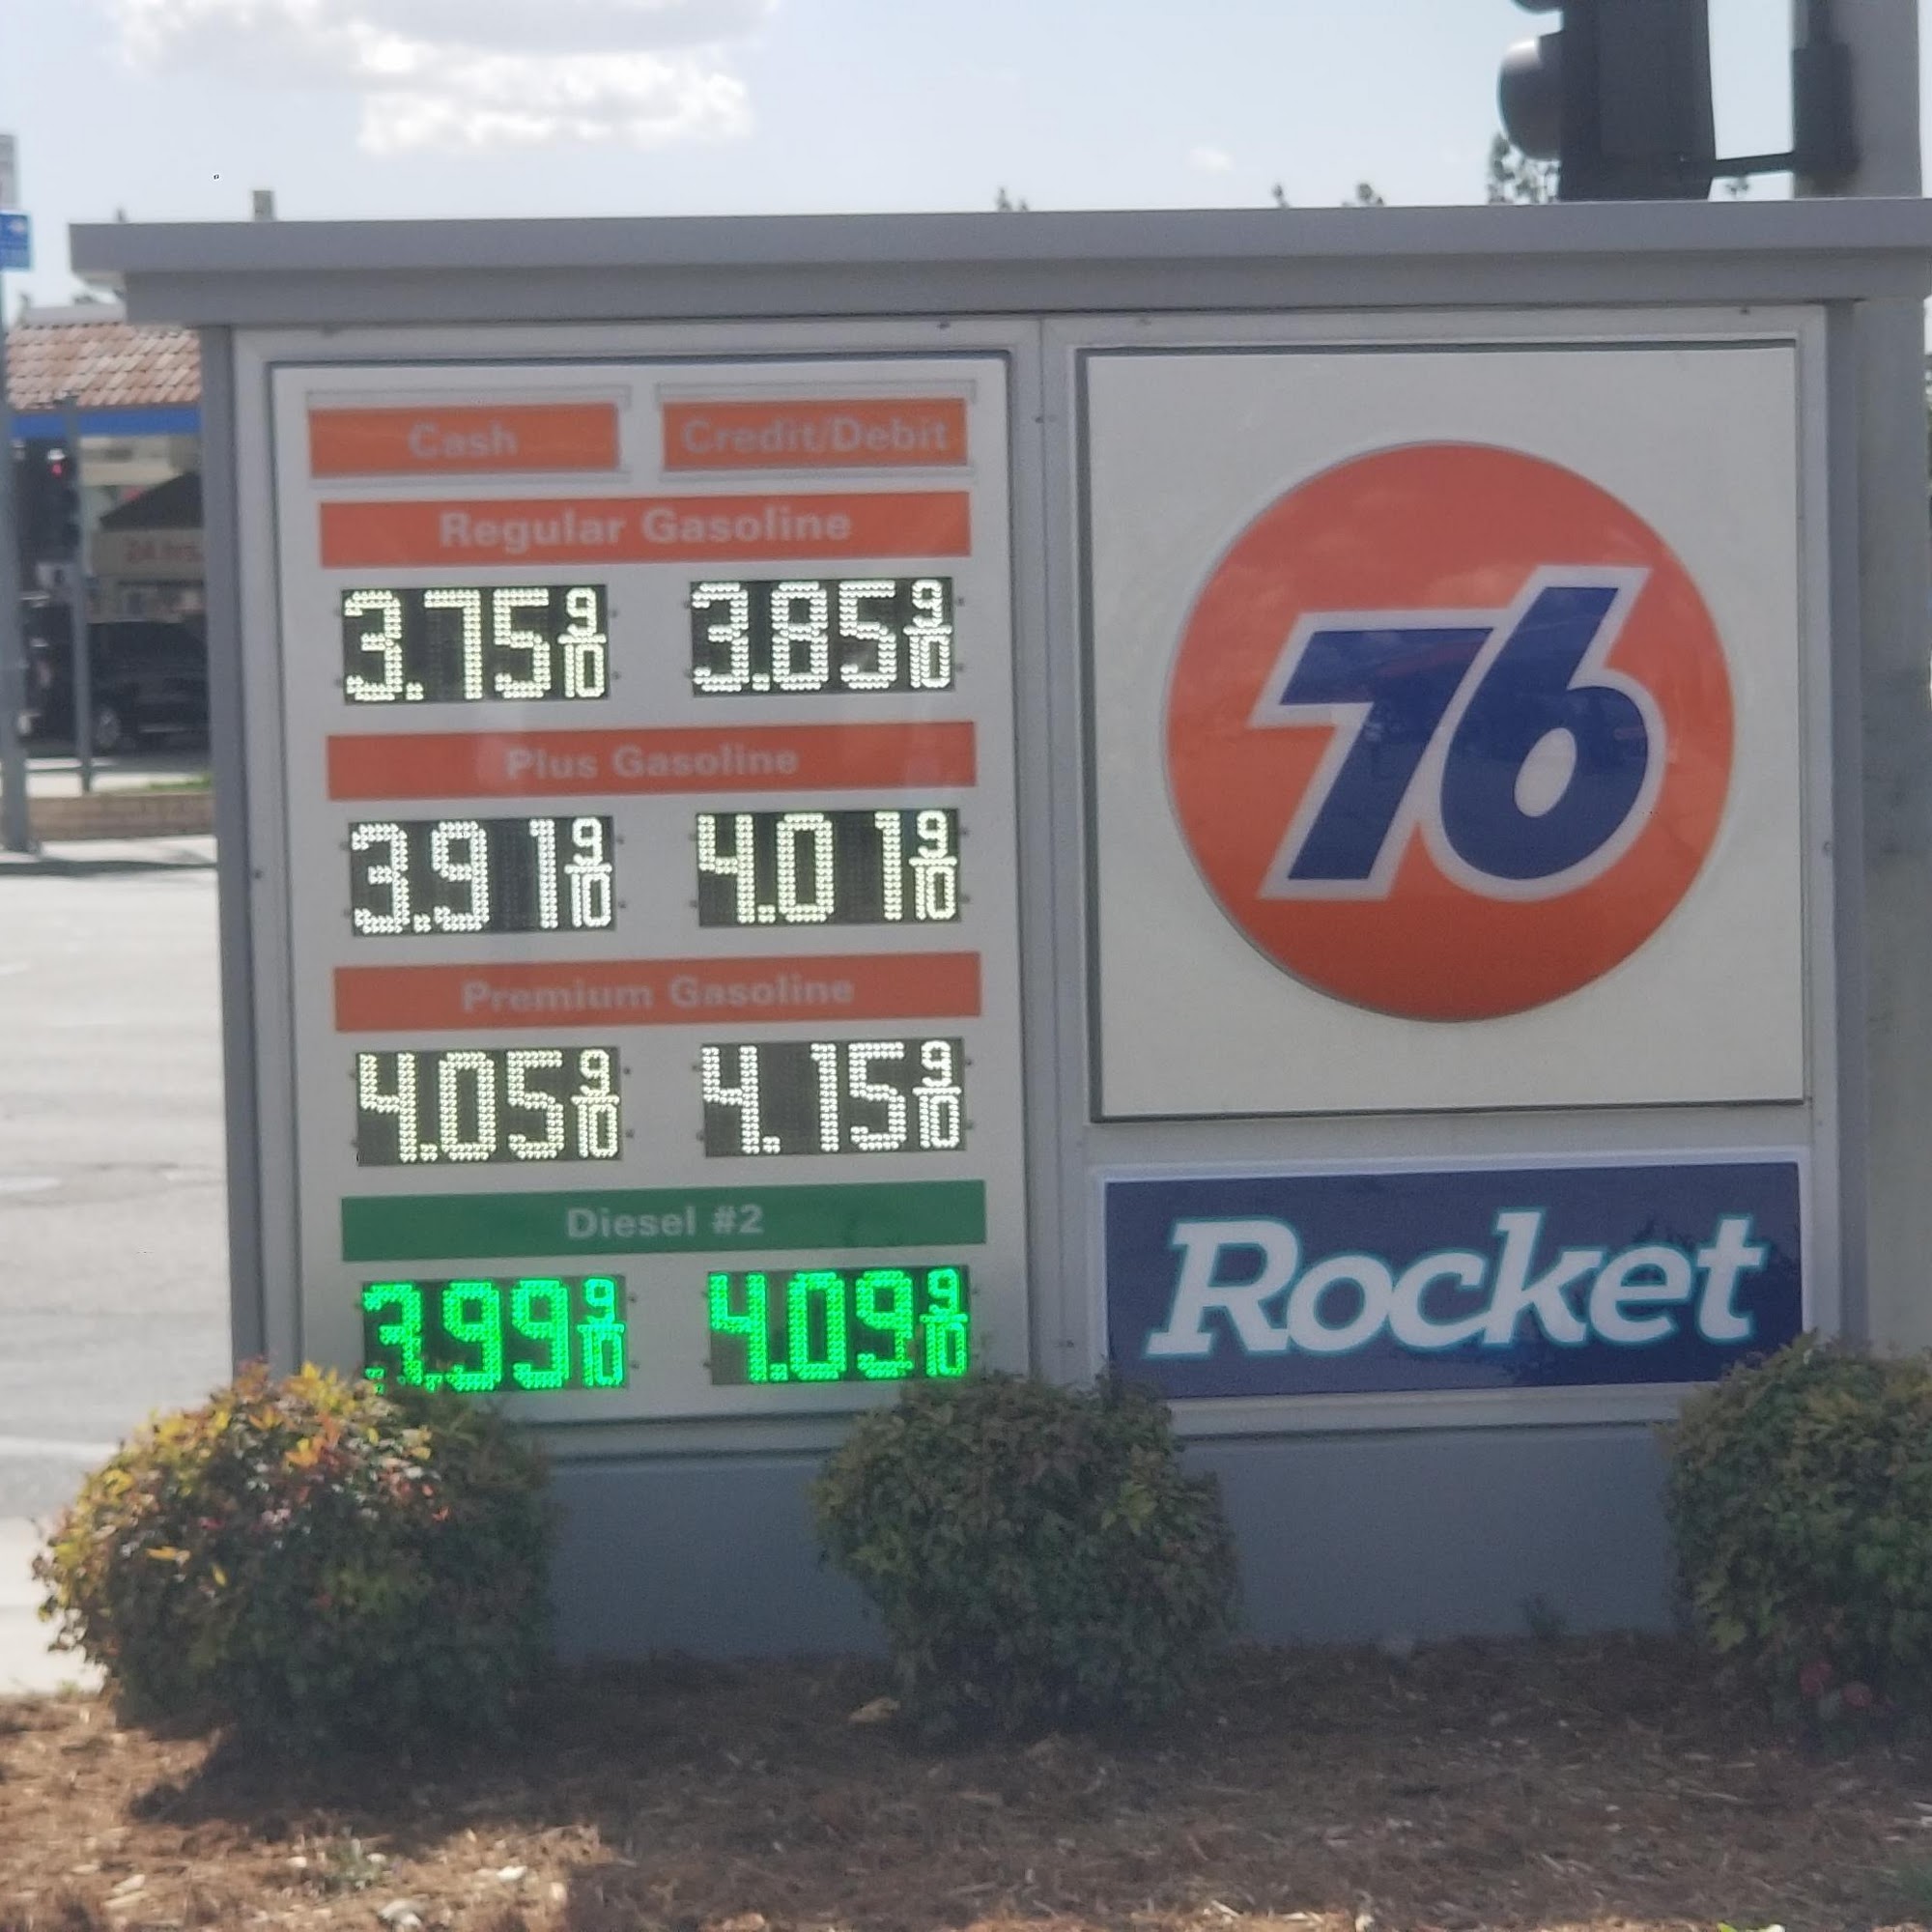 Cash Credit/Debit
Regular Gasoline
3.75 9/10 3.85 9/10
Plus Gasoline
3.91 9/10 4.01 9/10
Premium Gasoline
4.05 9/10 4.15 9/10
Diesel #2
3.99 9/10 4.09 9/10
76
Rocket
24 hrs.